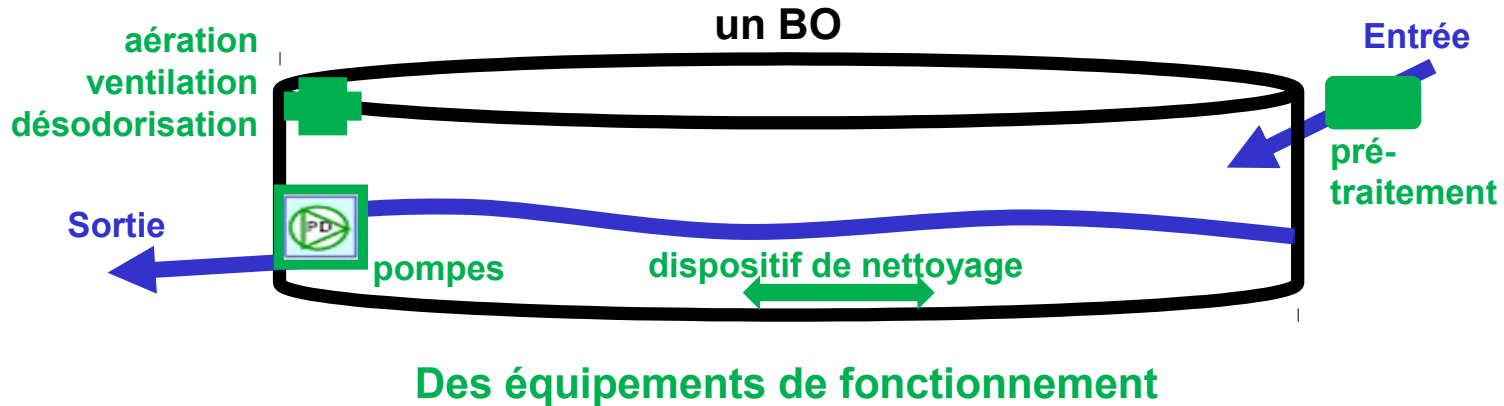 un BO
aération
ventilation
désodorisation
Entrée
pré-
traitement
Sortie
PD
pompes
dispositif de nettoyage
Des équipements de fonctionnement